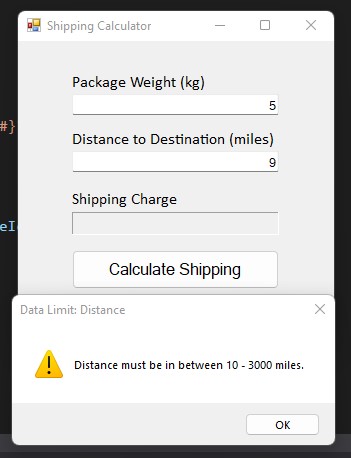 Shipping Calculator
Package Weight (kg)
5
#}
Distance to Destination (miles)
9
Shipping Charge
Calculate Shipping
Data Limit: Distance
Distance must be in between 10 - 3000 miles.
OK